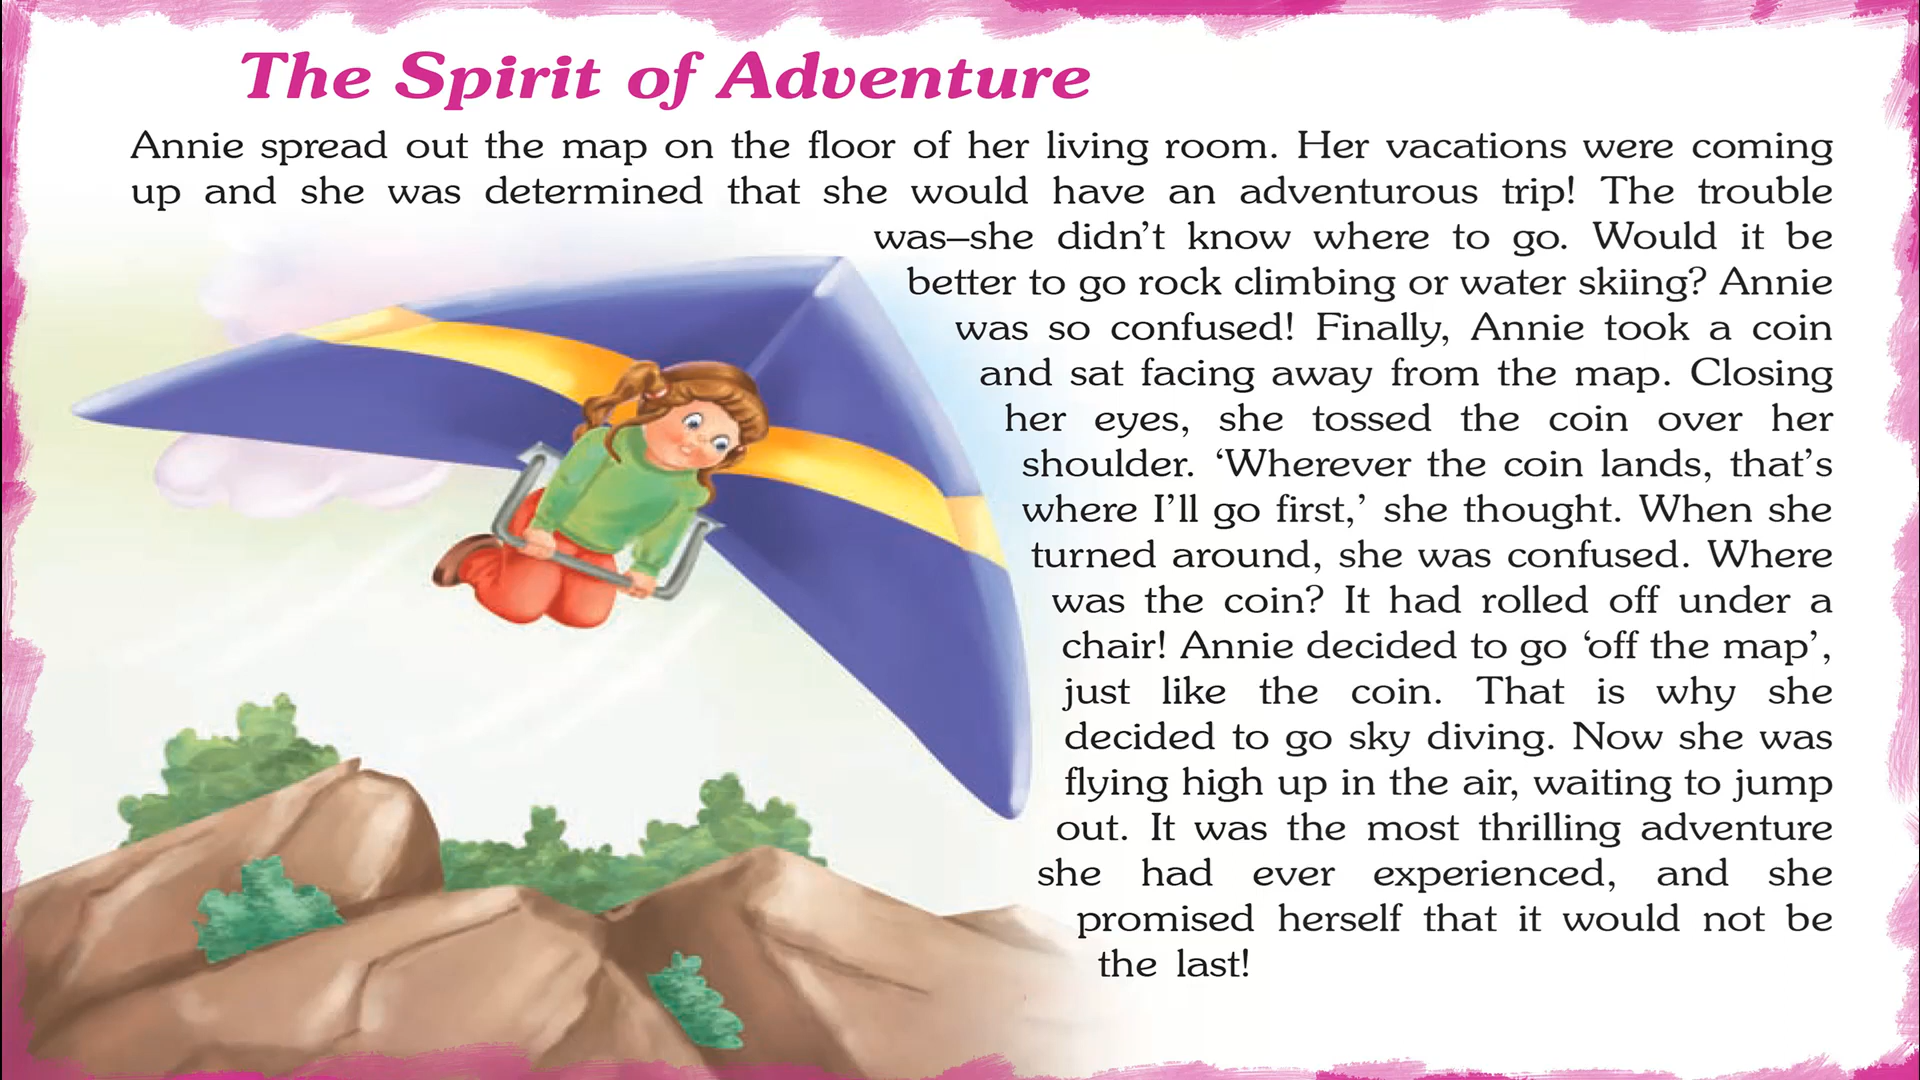 The Spirit of Adventure
Annie spread out the map on the floor of her living room. Her vacations were coming
up and she was determined that she would have an adventurous trip! The trouble
was–she didn’t know where to go. Would it be
better to go rock climbing or water skiing? Annie
was so confused! Finally, Annie took a coin
and sat facing away from the map. Closing
her eyes, she tossed the coin over her
shoulder. ‘Wherever the coin lands, that’s
where I’ll go first,’ she thought. When she
turned around, she was confused. Where
was the coin? It had rolled off under a
chair! Annie decided to go ‘off the map’,
just like the coin. That is why she
decided to go sky diving. Now she was
flying high up in the air, waiting to jump
out. It was the most thrilling adventure
she had ever experienced, and she
promised herself that it would not be
the last!